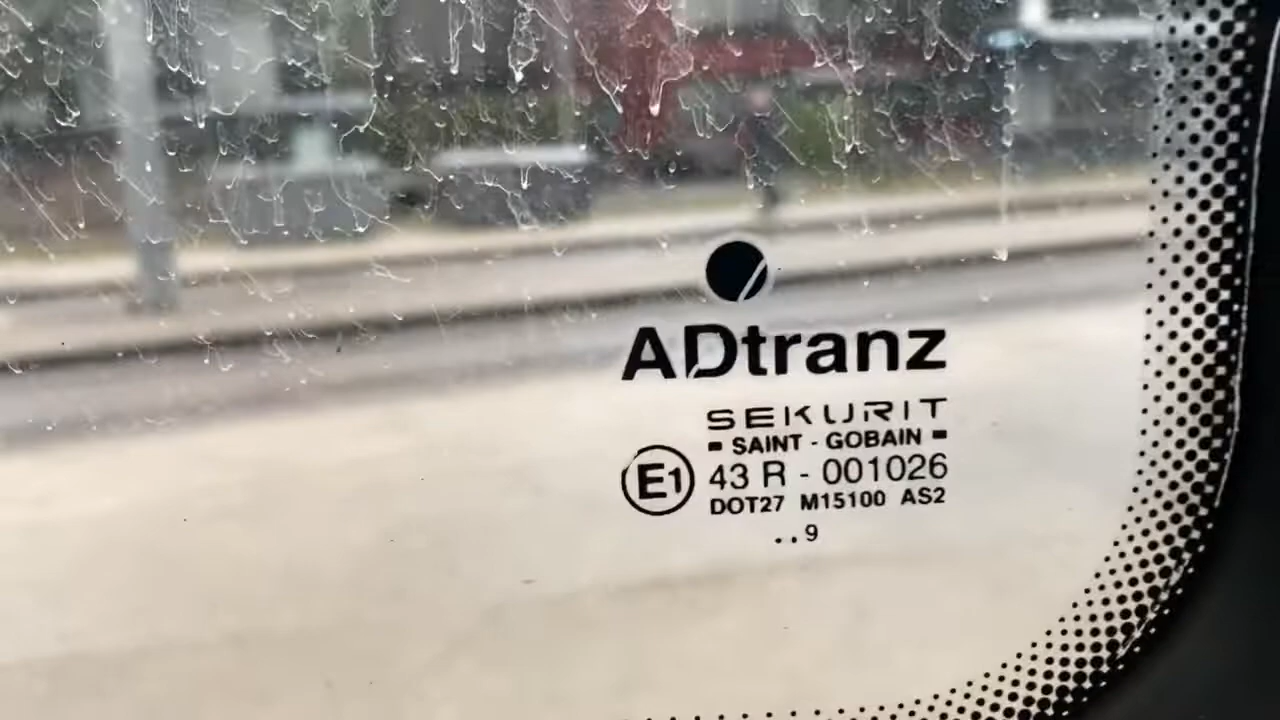 ADtranz
SEKURIT
SAINT - GOBAIN
E1
43 R - 001026
DOT27 M15100 AS2
..9